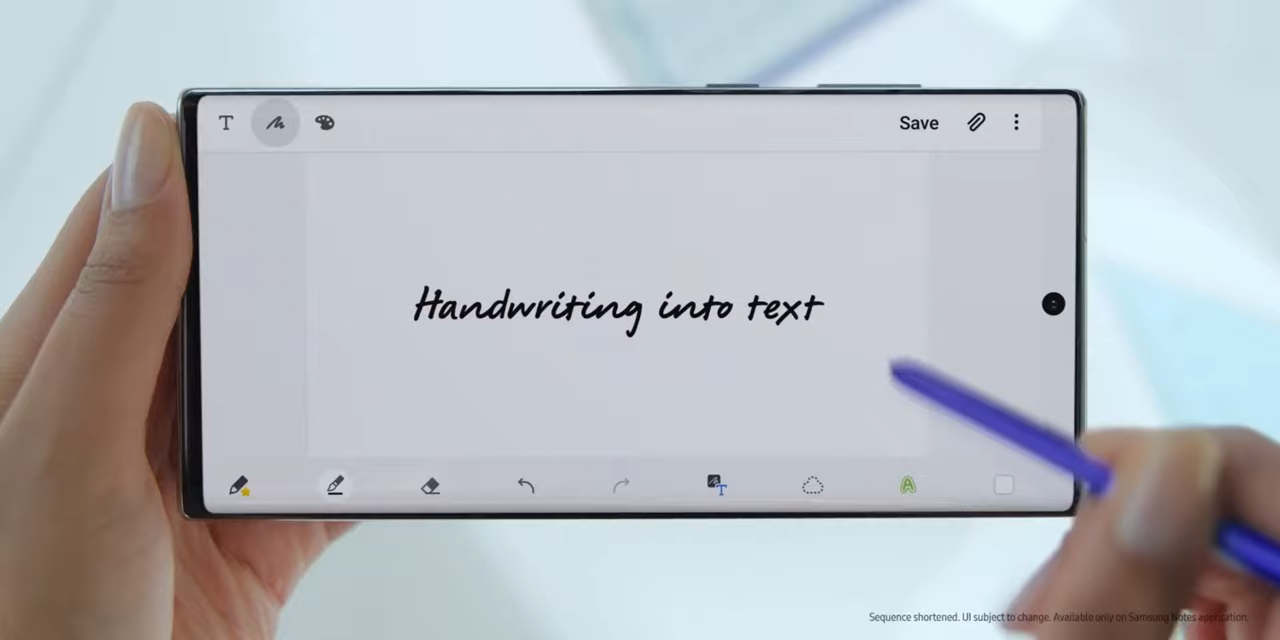 T
Save
Handwriting into text
T
A
Sequence shortened. UI subject to change. Available only on Samsung Notes application.